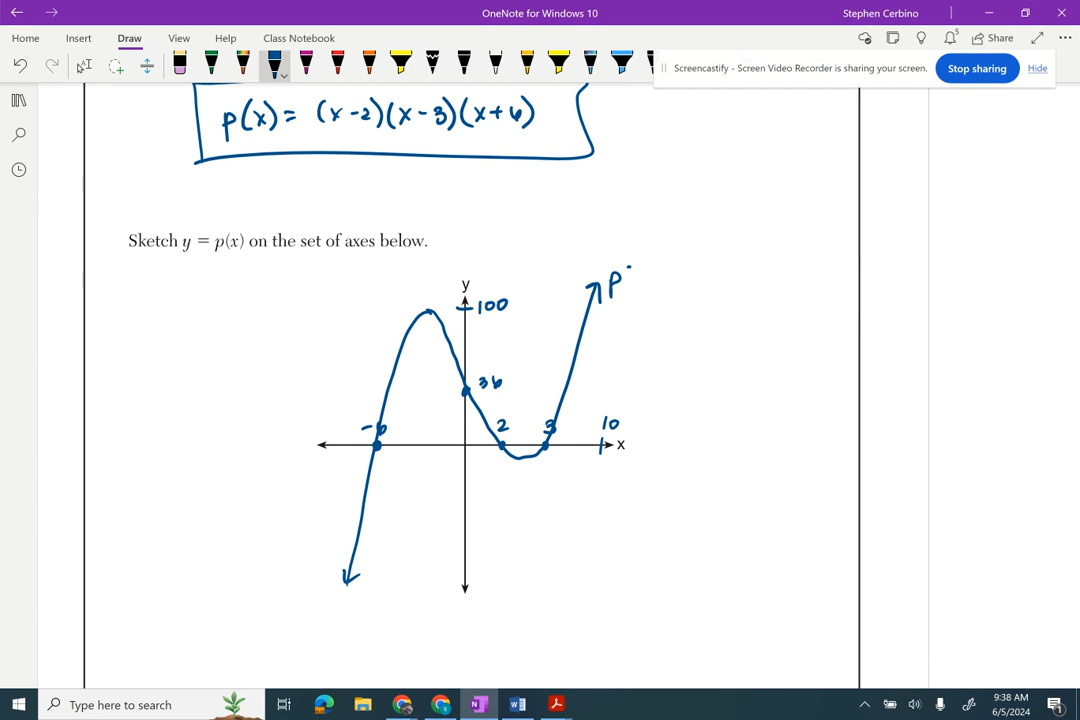 OneNote for Windows 10
Stephen Cerbino
Home Insert Draw View Help Class Notebook
Share
Screencastify - Screen Video Recorder is sharing your screen.
Stop sharing
Hide
p(x) = (x-2)(x-3)(x+6)
Sketch y = p(x) on the set of axes below.
p
y
100
36
-6
2
3
10
x
Type here to search
9:38 AM
6/5/2024
1